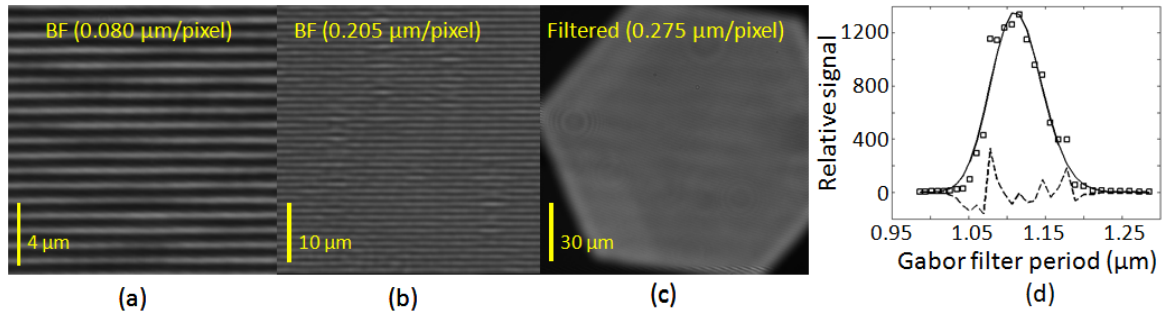 BF (0.080 µm/pixel)
4 µm
(a)
BF (0.205 µm/pixel)
10 µm
(b)
Filtered (0.275 µm/pixel)
30 µm
(c)
Relative signal
1200
800
400
0
0.95
1.05
1.15
1.25
Gabor filter period (µm)
(d)